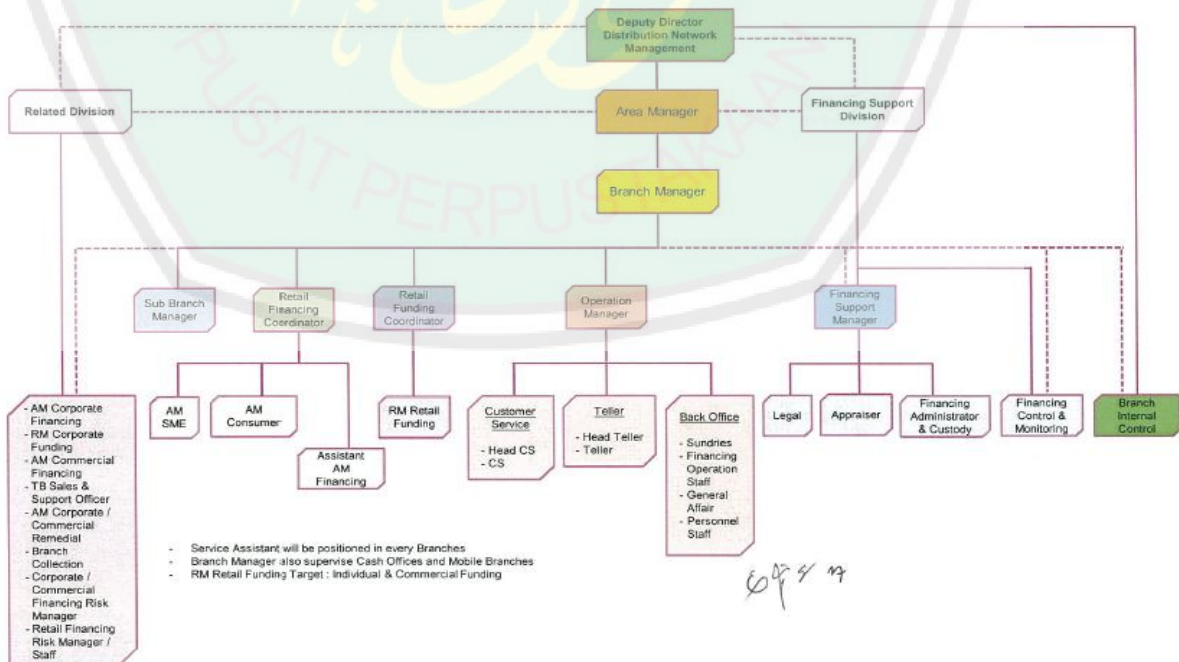 Deputy Director
Distribution Network
Management
Related Division
Area Manager
Financing Support
Division
Branch Manager
Sub Branch
Manager
Retail
Financing
Coordinator
Retail
Funding
Coordinator
Operation
Manager
Financing
Support
Manager
- AM Corporate
Financing
- RM Corporate
Funding
- AM Commercial
Financing
- TB Sales &
Support Officer
- AM Corporate /
Commercial
Remedial
- Branch
Collection
- Corporate /
Commercial
Financing Risk
Manager
- Retail Financing
Risk Manager /
Staff
AM
SME
AM
Consumer
Assistant
AM
Financing
RM Retail
Funding
Customer
Service
- Head CS
- CS
Teller
- Head Teller
- Teller
Back Office
- Sundries
- Financing
Operation
Staff
- General
Affair
- Personnel
Staff
Legal
Appraiser
Financing
Administrator
& Custody
Financing
Control &
Monitoring
Branch
Internal
Control
- Service Assistant will be positioned in every Branches
- Branch Manager also supervise Cash Offices and Mobile Branches
- RM Retail Funding Target : Individual & Commercial Funding
PUSAT PERPUSTAKAAN